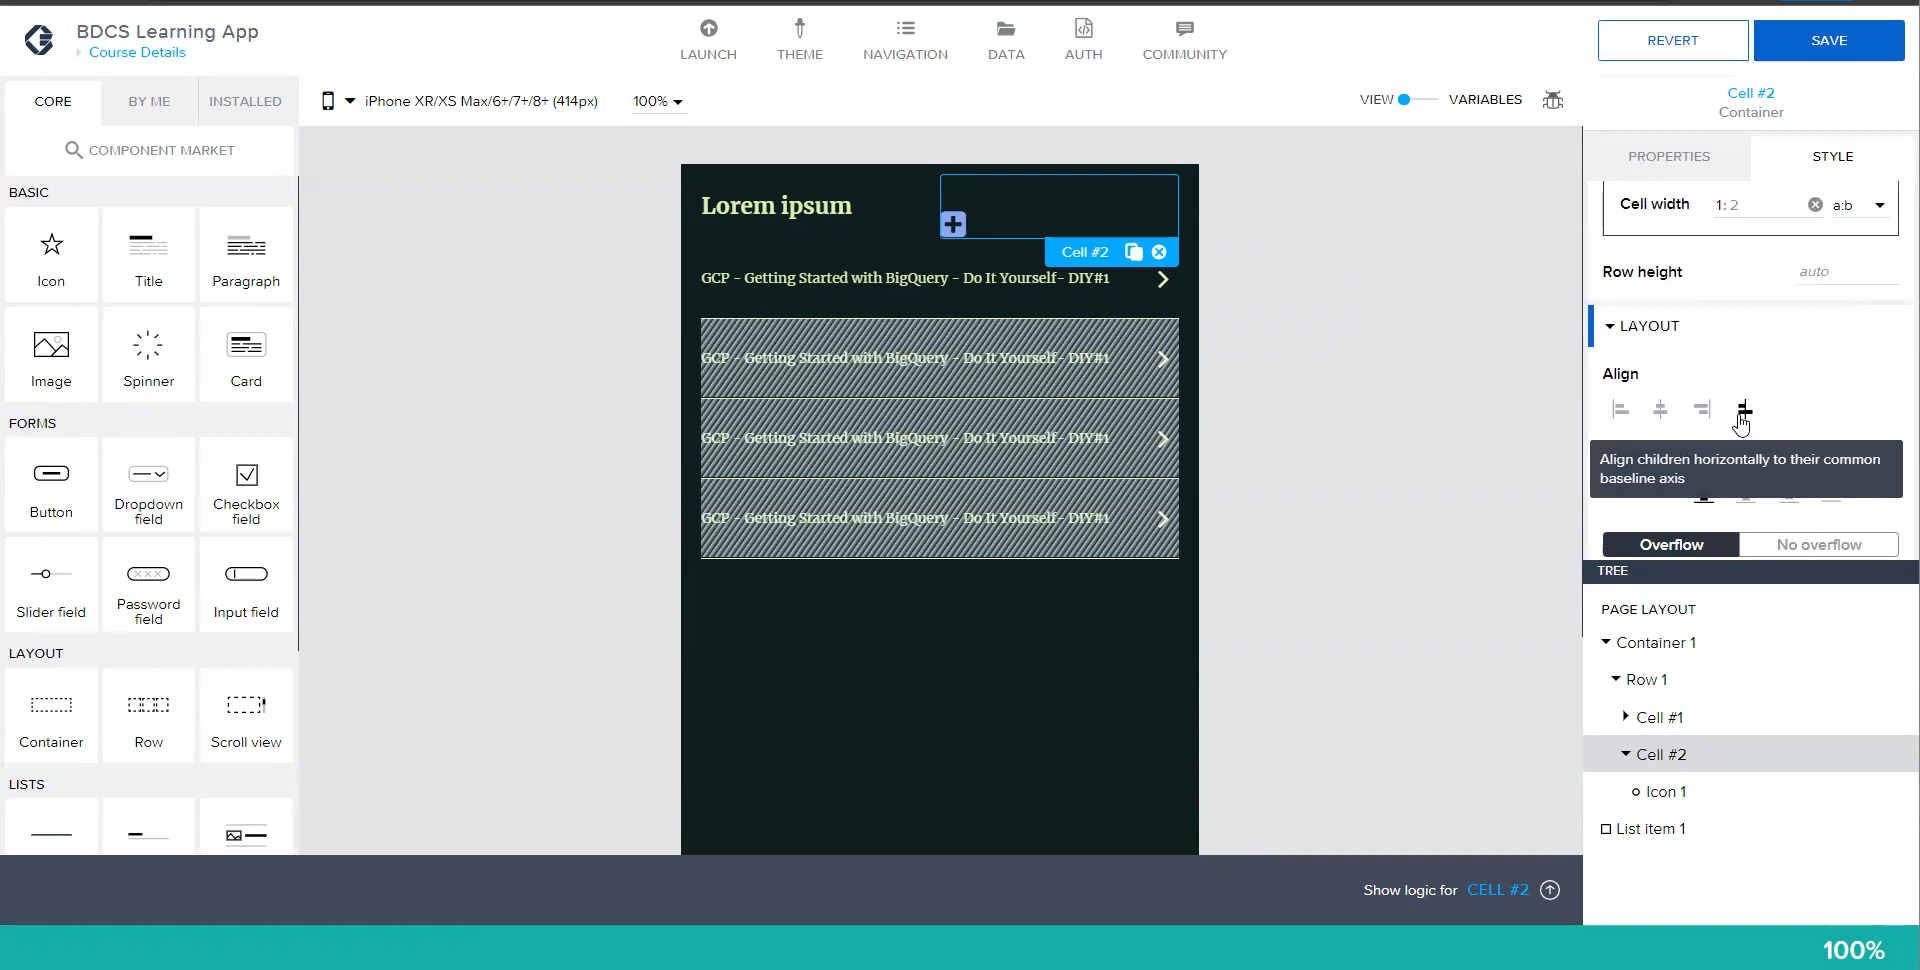 BDCS Learning App
Course Details
LAUNCH
THEME
NAVIGATION
DATA
AUTH
COMMUNITY
REVERT
SAVE
CORE
BY ME
INSTALLED
iPhone XR/XS Max/6+/7+/8+ (414px)
100%
VIEW
VARIABLES
Cell #2
Container
COMPONENT MARKET
PROPERTIES
STYLE
BASIC
Icon
Title
Paragraph
Image
Spinner
Card
FORMS
Button
Dropdown
field
Checkbox
field
Slider field
Password
field
Input field
LAYOUT
Container
Row
Scroll view
LISTS
Lorem ipsum
Cell #2
GCP - Getting Started with BigQuery - Do It Yourself- DIY#1
GCP - Getting Started with BigQuery - Do It Yourself- DIY#1
GCP - Getting Started with BigQuery - Do It Yourself- DIY#1
GCP - Getting Started with BigQuery - Do It Yourself- DIY#1
Cell width
1: 2
a:b
Row height
auto
LAYOUT
Align
Align children horizontally to their common
baseline axis
Overflow
No overflow
TREE
PAGE LAYOUT
Container 1
Row 1
Cell #1
Cell #2
Icon 1
List item 1
Show logic for CELL #2
100%